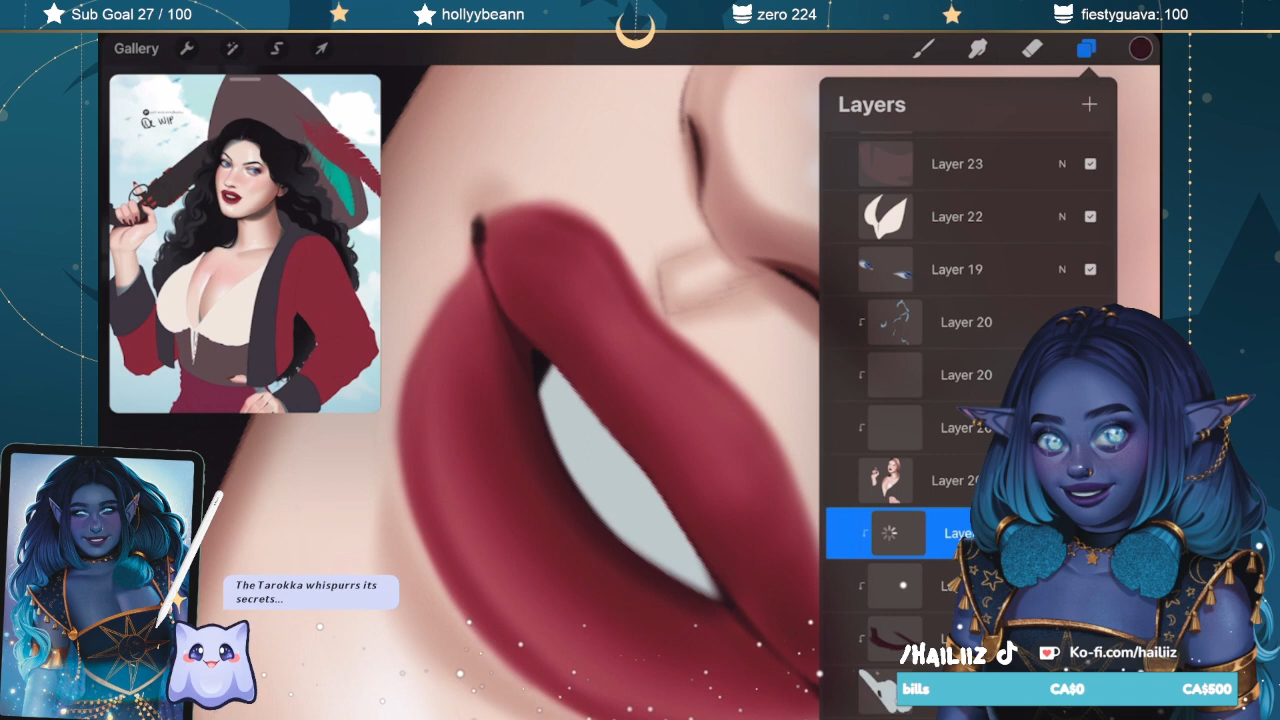 Sub Goal 27 / 100
hollyybeann
zero 224
fiestyguava: 100
Gallery
WIP
Layers
Layer 23 N
Layer 22 N
Layer 19 N
Layer 20
Layer 20
The Tarokka whispurrs its
secrets...
/HAiLiiZ
Ko-fi.com/hailiiz
bills CA$0 CA$500